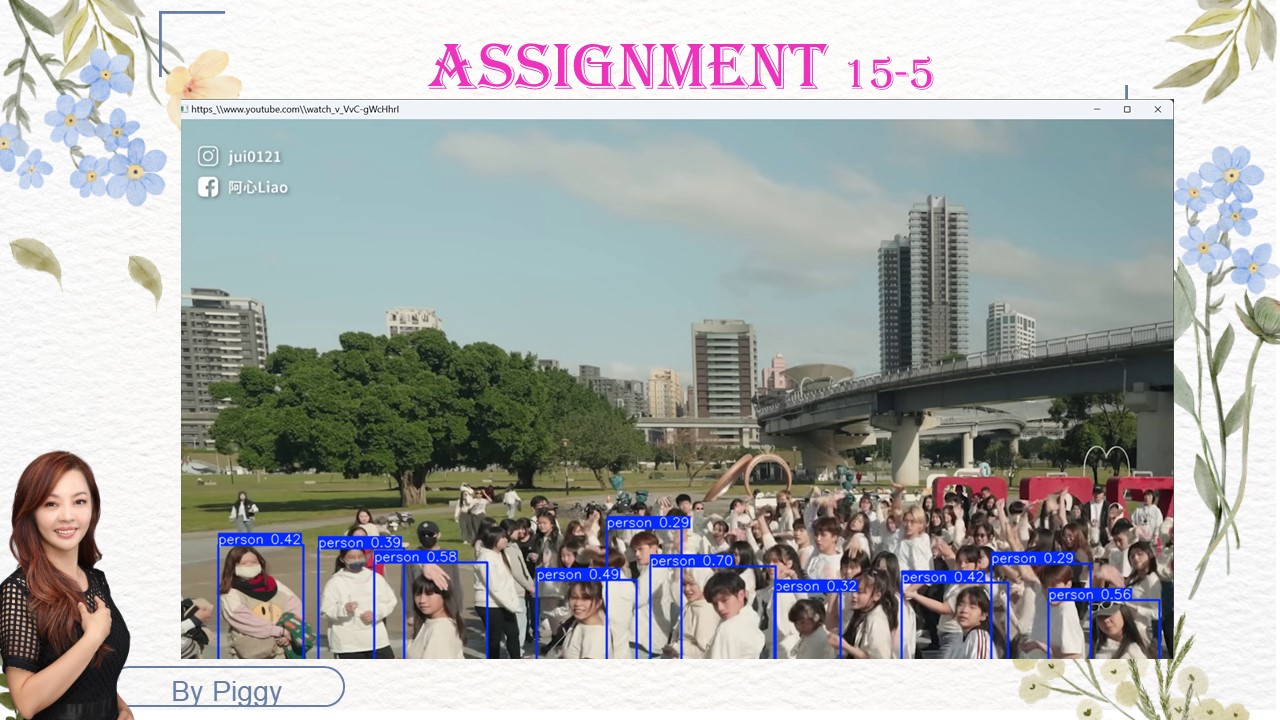 ASSIGNMENT 15-5
https_\\www.youtube.com\\watch_v_VvC-gWcHhrI
jui0121
阿心Liao
person 0.29
person 0.42
person 0.39
person 0.58
person 0.70
person 0.29
person 0.49
person 0.42
person 0.32
person 0.56
By Piggy